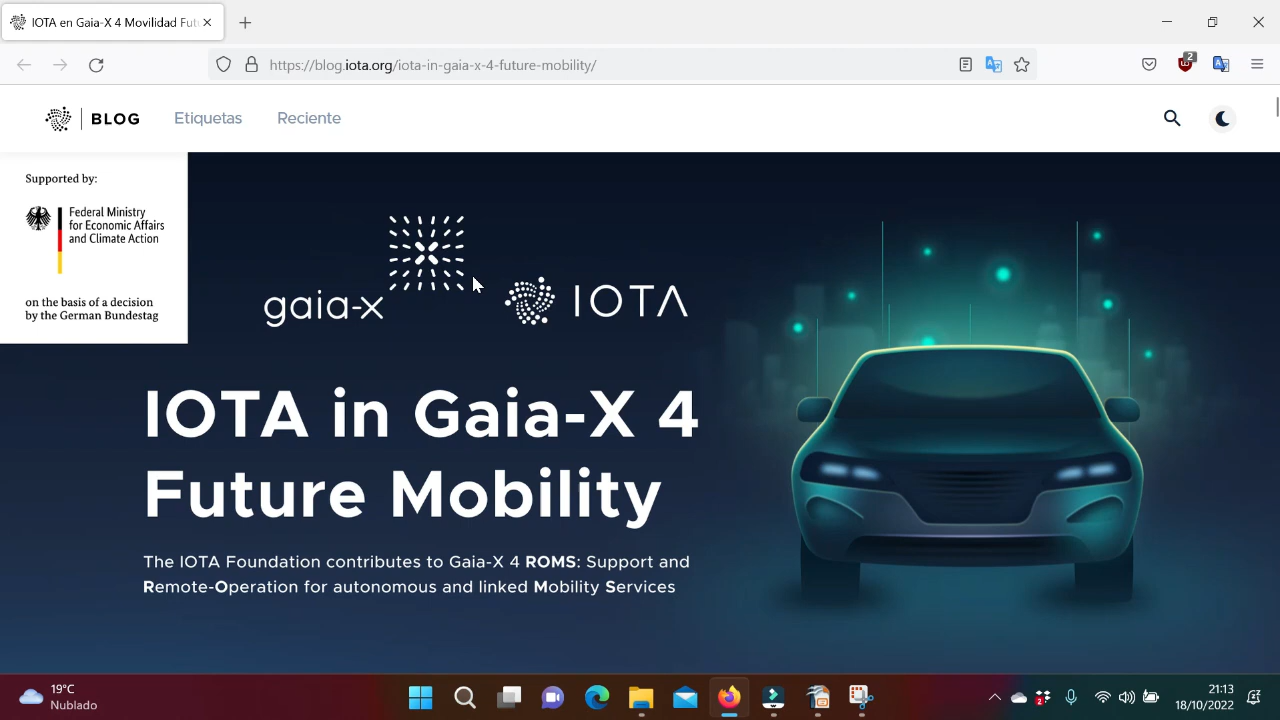 IOTA en Gaia-X 4 Movilidad Futu
https://blog.iota.org/iota-in-gaia-x-4-future-mobility/
2
BLOG
Etiquetas
Reciente
Supported by:
Federal Ministry
for Economic Affairs
and Climate Action
on the basis of a decision
by the German Bundestag
gaia-x
IOTA
IOTA in Gaia-X 4
Future Mobility
The IOTA Foundation contributes to Gaia-X 4 ROMS: Support and
Remote-Operation for autonomous and linked Mobility Services
19°C
Nublado
2
21:13
18/10/2022